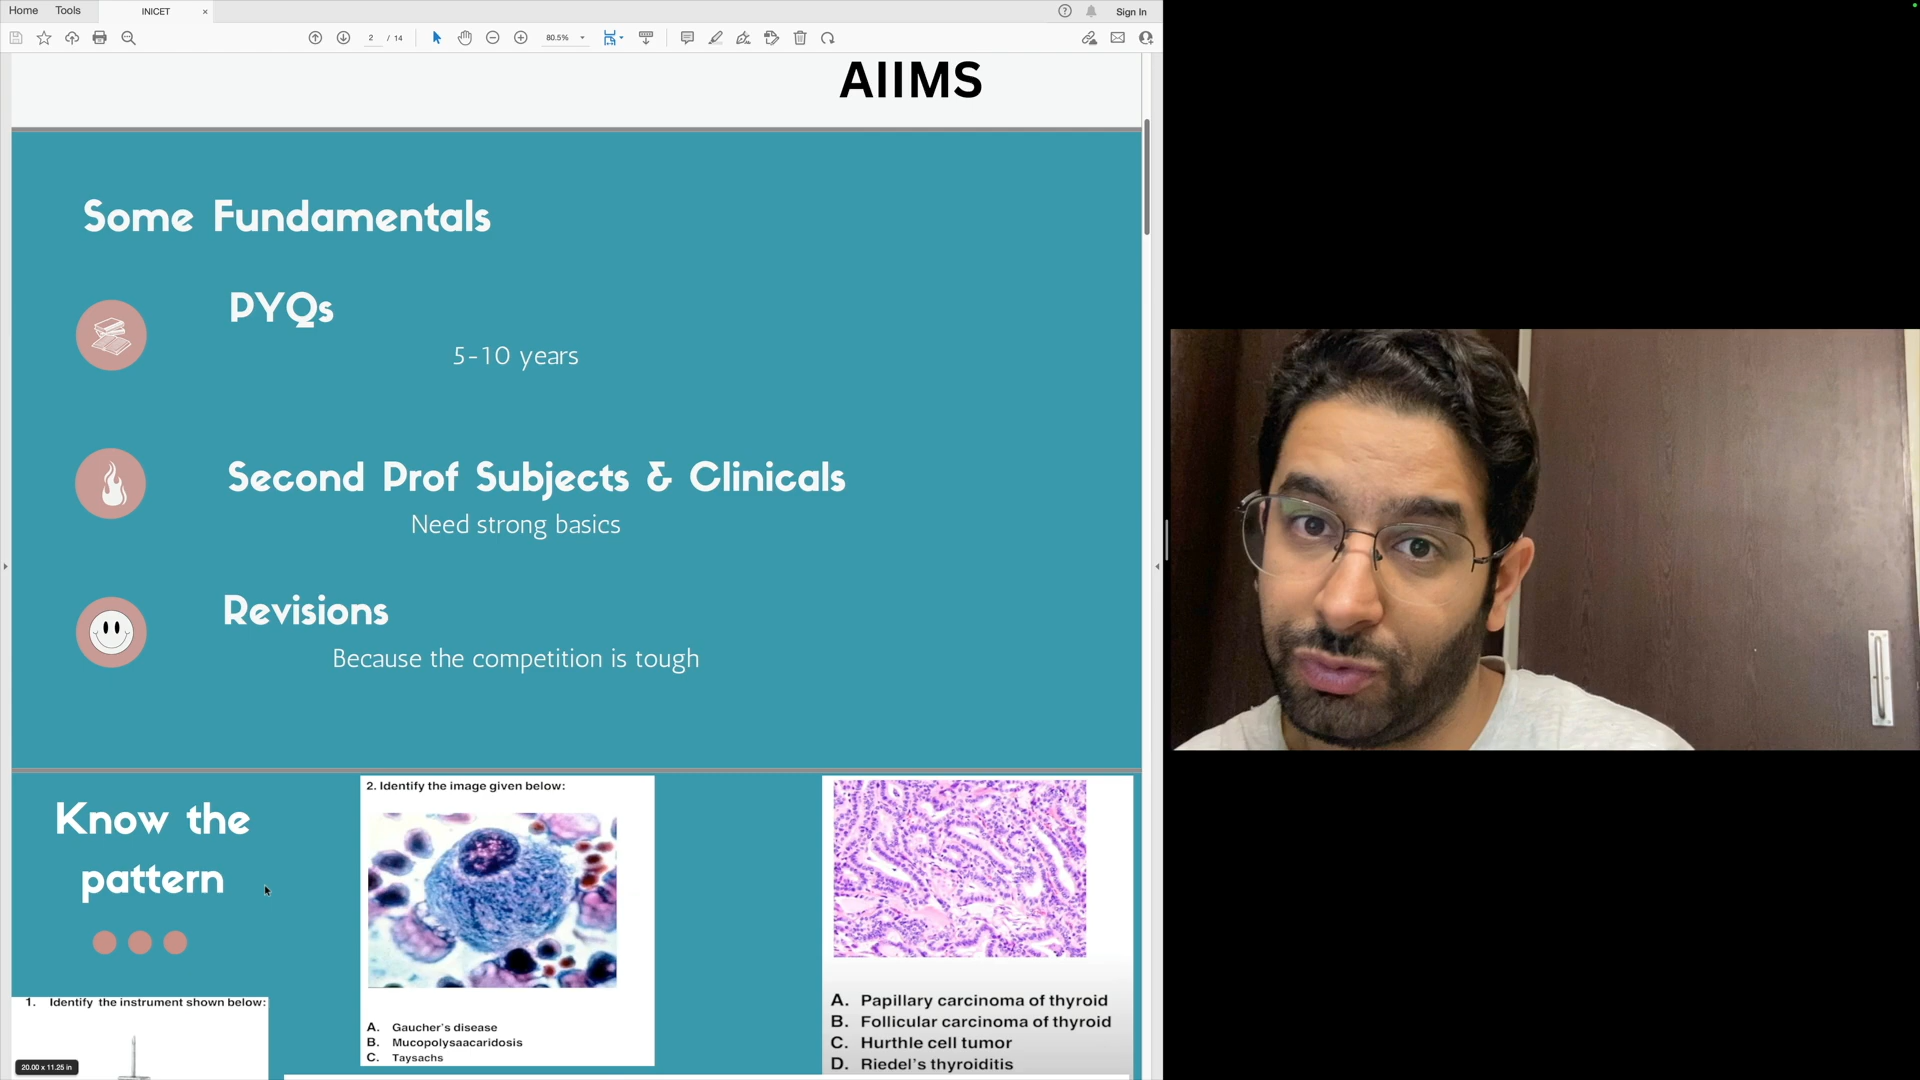 Home Tools INICET × Sign In
2 / 14 80.5%
AIIMS
Some Fundamentals
PYQs
5-10 years
Second Prof Subjects & Clinicals
Need strong basics
Revisions
Because the competition is tough
Know the
pattern
1. Identify the instrument shown below:
2. Identify the image given below:
A. Gaucher's disease
B. Mucopolysaacaridosis
C. Taysachs
A. Papillary carcinoma of thyroid
B. Follicular carcinoma of thyroid
C. Hurthle cell tumor
D. Riedel's thyroiditis
20.00 x 11.25 in